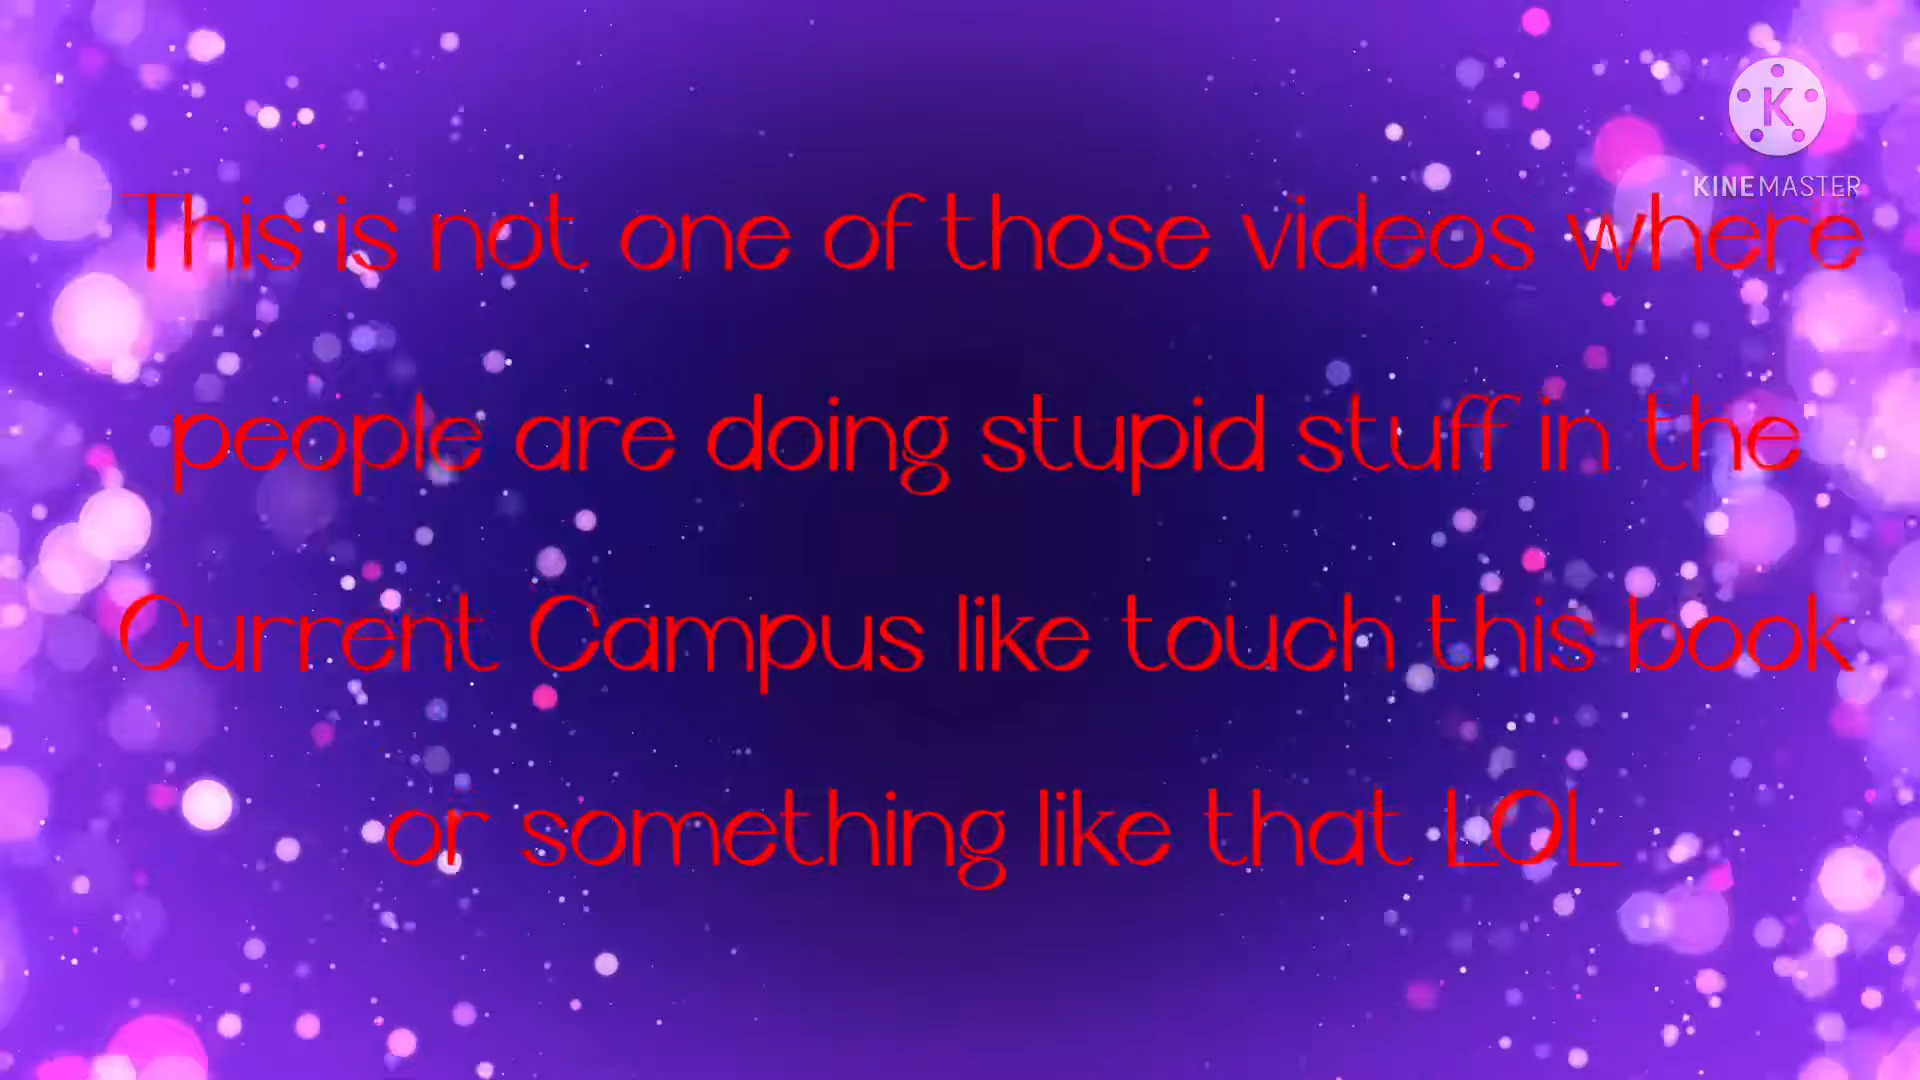 K
KINEMASTER
This is not one of those videos where
people are doing stupid stuff in the
Current Campus like touch this book
or something like that LOL